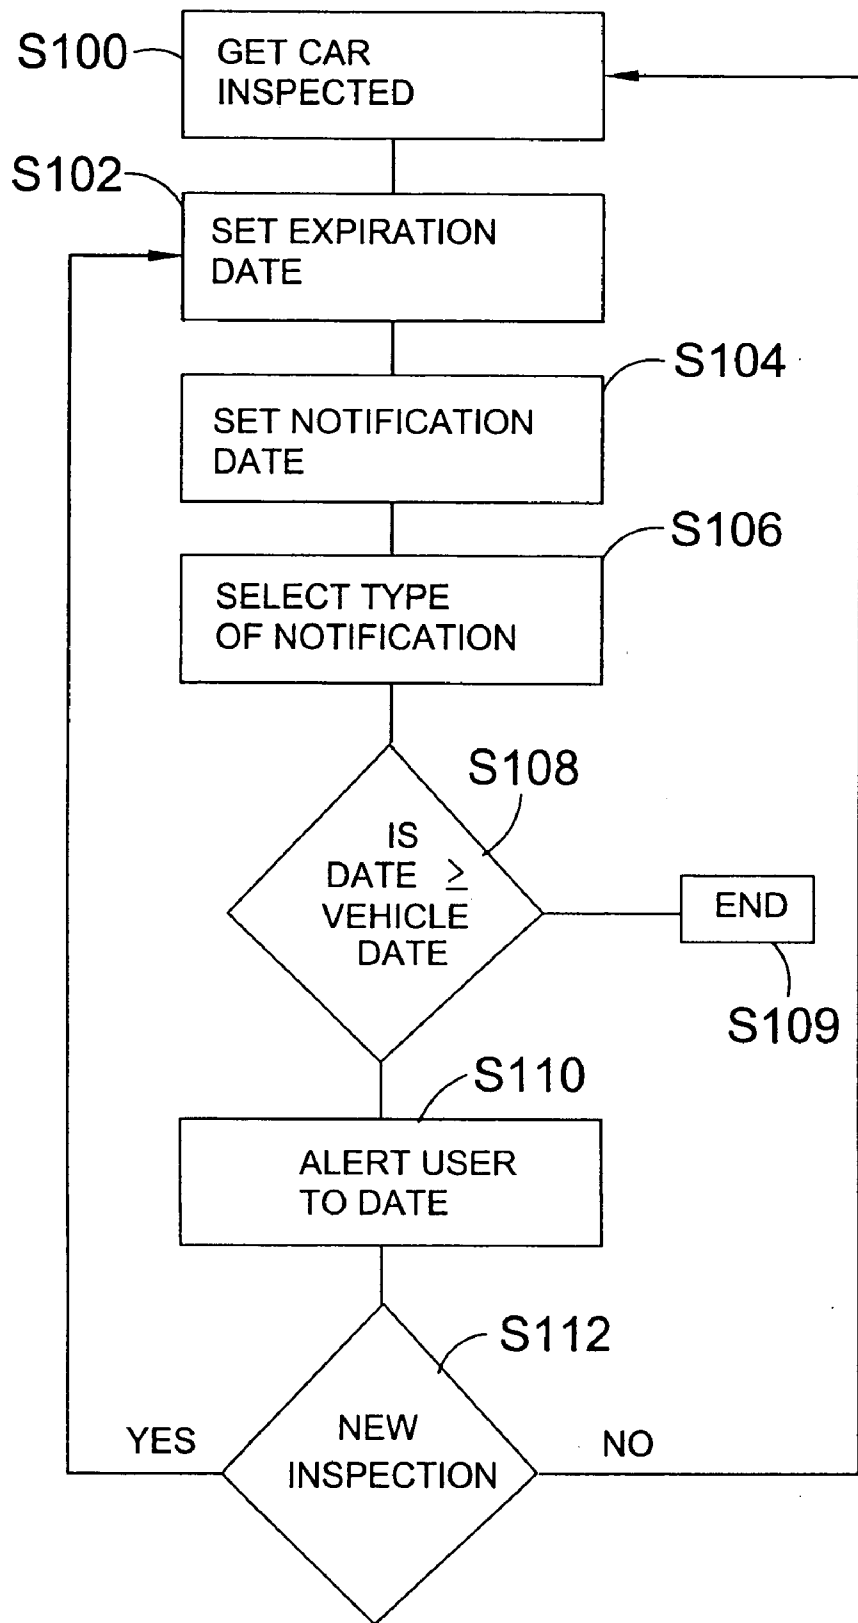 S100
GET CAR
INSPECTED
S102
SET EXPIRATION
DATE
S104
SET NOTIFICATION
DATE
S106
SELECT TYPE
OF NOTIFICATION
S108
IS
DATE ≥
VEHICLE
DATE
END
S109
S110
ALERT USER
TO DATE
S112
NEW
INSPECTION
YES
NO